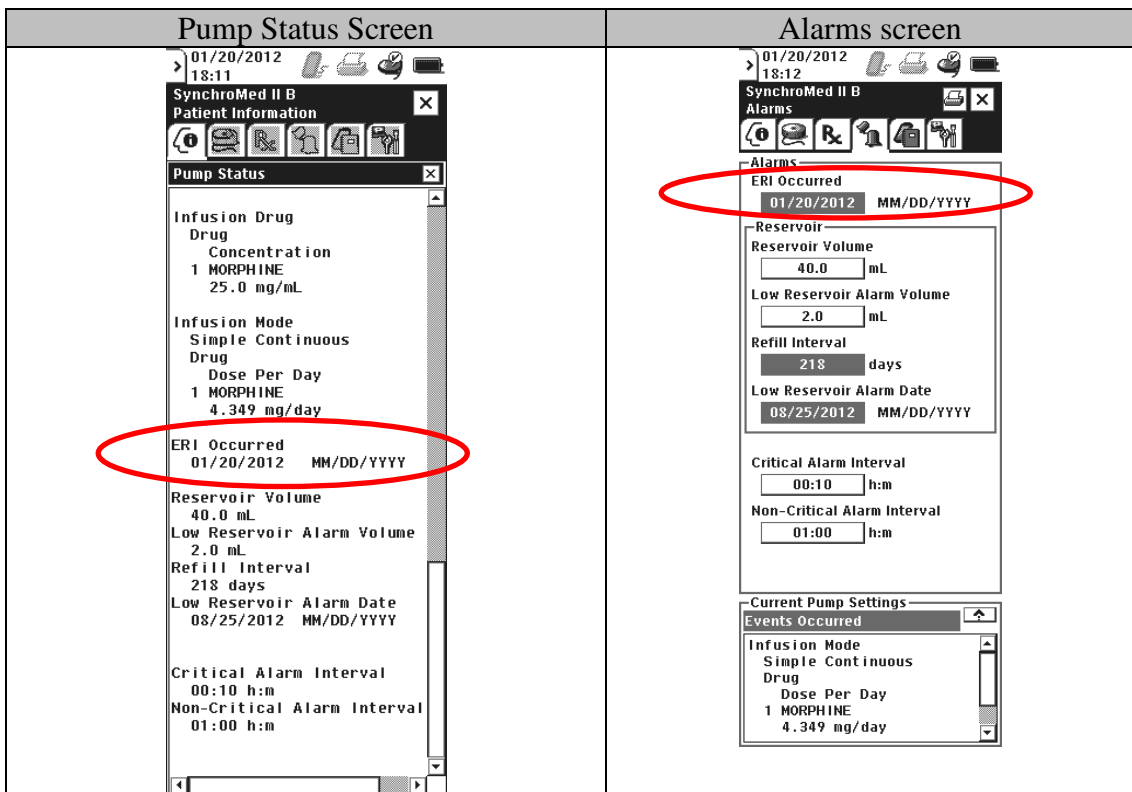 Pump Status Screen
01/20/2012
18:11
SynchroMed II B
Patient Information
Pump Status
Infusion Drug
Drug
Concentration
1 MORPHINE
25.0 mg/mL
Infusion Mode
Simple Continuous
Drug
Dose Per Day
1 MORPHINE
4.349 mg/day
ERI Occurred
01/20/2012 MM/DD/YYYY
Reservoir Volume
40.0 mL
Low Reservoir Alarm Volume
2.0 mL
Refill Interval
218 days
Low Reservoir Alarm Date
08/25/2012 MM/DD/YYYY
Critical Alarm Interval
00:10 h:m
Non-Critical Alarm Interval
01:00 h:m
Alarms screen
01/20/2012
18:12
SynchroMed II B
Alarms
Rx
Alarms
ERI Occurred
01/20/2012 MM/DD/YYYY
Reservoir
Reservoir Volume
40.0 mL
Low Reservoir Alarm Volume
2.0 mL
Refill Interval
218 days
Low Reservoir Alarm Date
08/25/2012 MM/DD/YYYY
Critical Alarm Interval
00:10 h:m
Non-Critical Alarm Interval
01:00 h:m
Current Pump Settings
Events Occurred
Infusion Mode
Simple Continuous
Drug
Dose Per Day
1 MORPHINE
4.349 mg/day